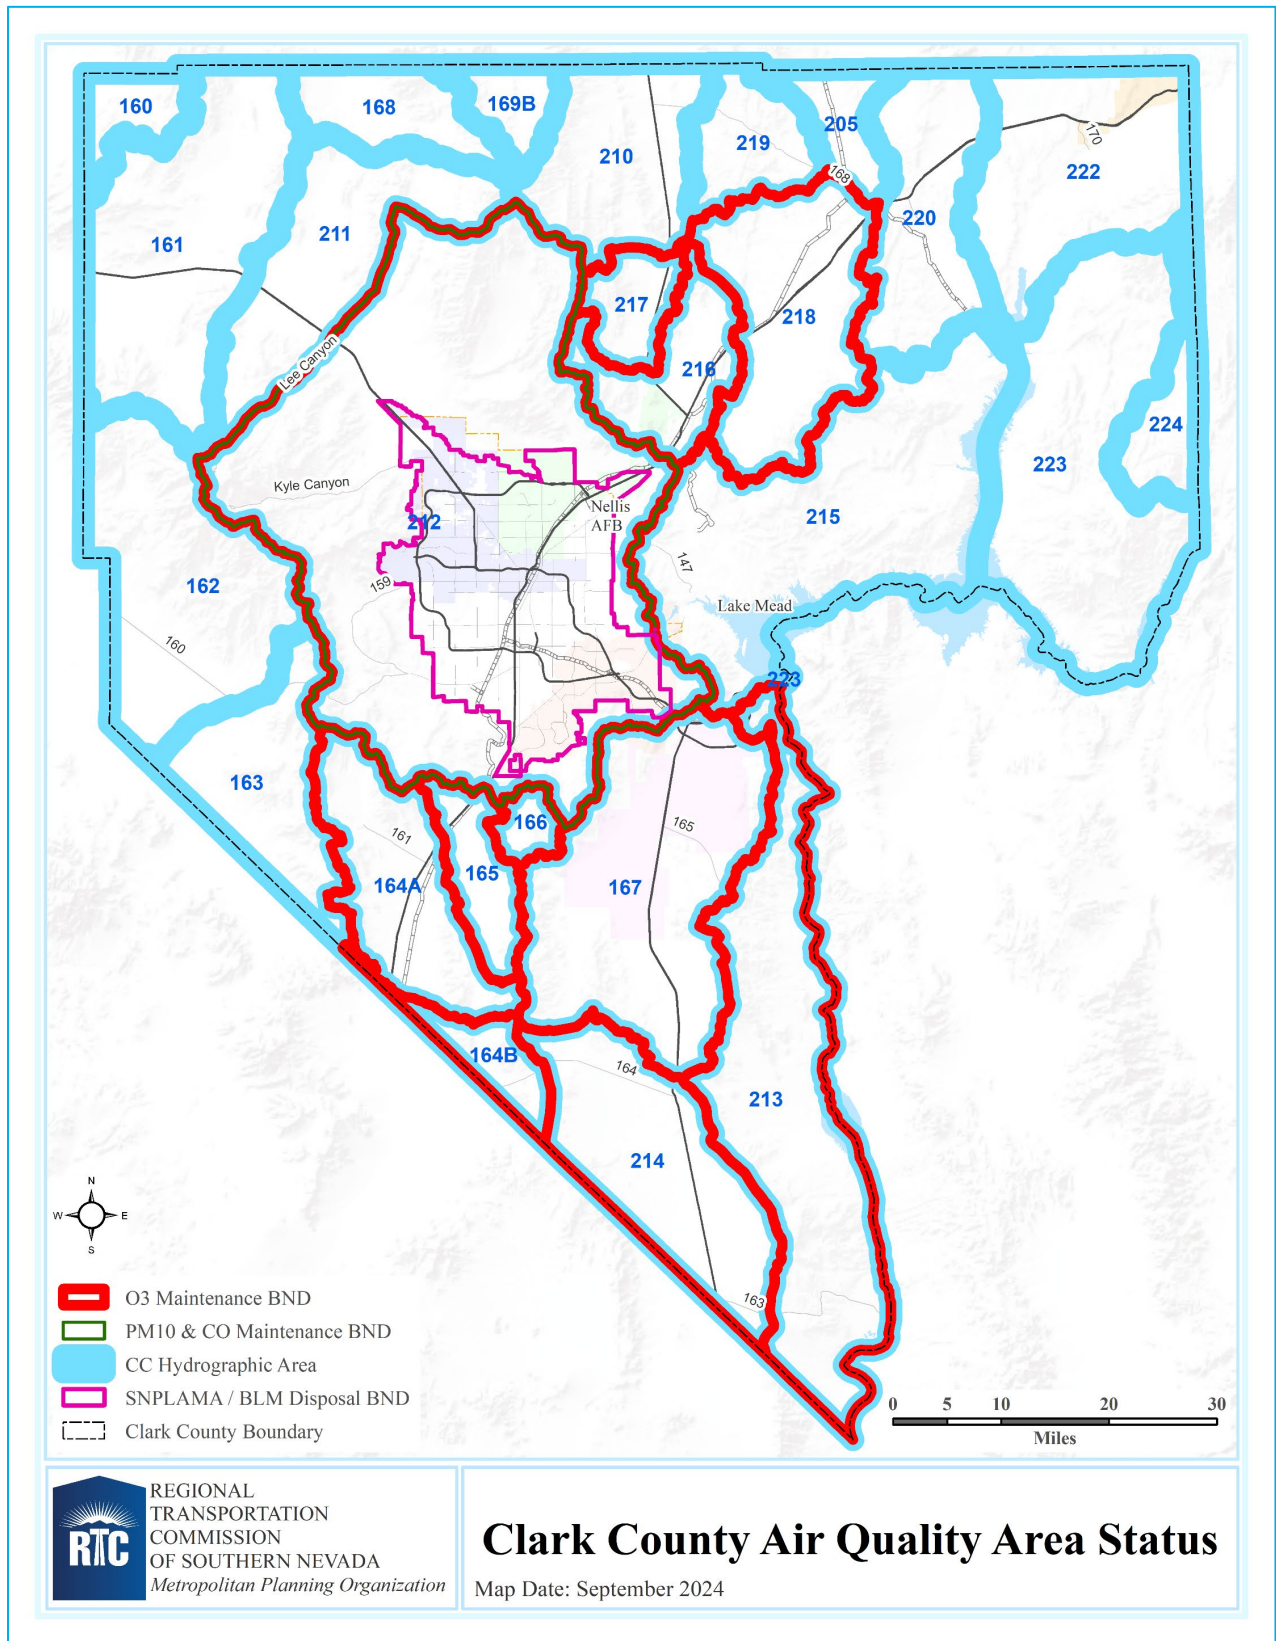 160
168
169B
210
219
205
170
222
168
220
161
211
217
218
216
Lee Canyon
224
223
Kyle Canyon
212
Nellis
AFB
215
147
162
159
Lake Mead
160
223
163
166
161
165
165
164A
167
164B
164
213
214
N
W
E
S
163
O3 Maintenance BND
PM10 & CO Maintenance BND
CC Hydrographic Area
SNPLAMA / BLM Disposal BND
Clark County Boundary
0 5 10 20 30
Miles
REGIONAL
TRANSPORTATION
COMMISSION
OF SOUTHERN NEVADA
Metropolitan Planning Organization
RTC
Clark County Air Quality Area Status
Map Date: September 2024